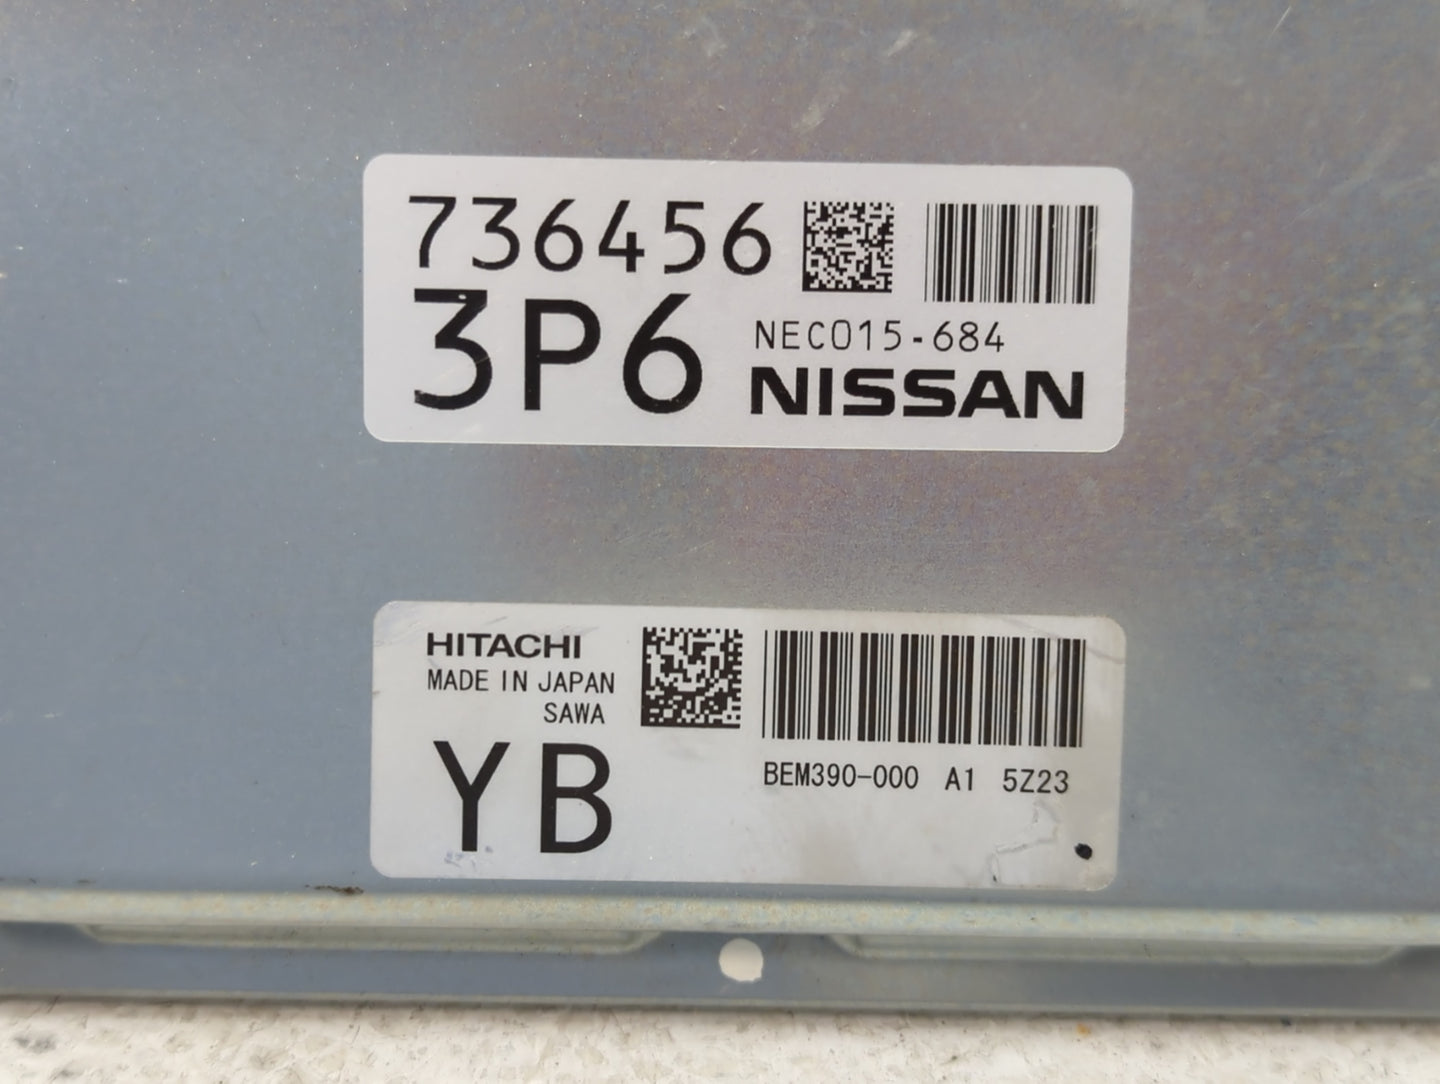 736456
3P6
NEC015-684
NISSAN
HITACHI
MADE IN JAPAN
SAWA
YB
BEM390-000 A1 5Z23